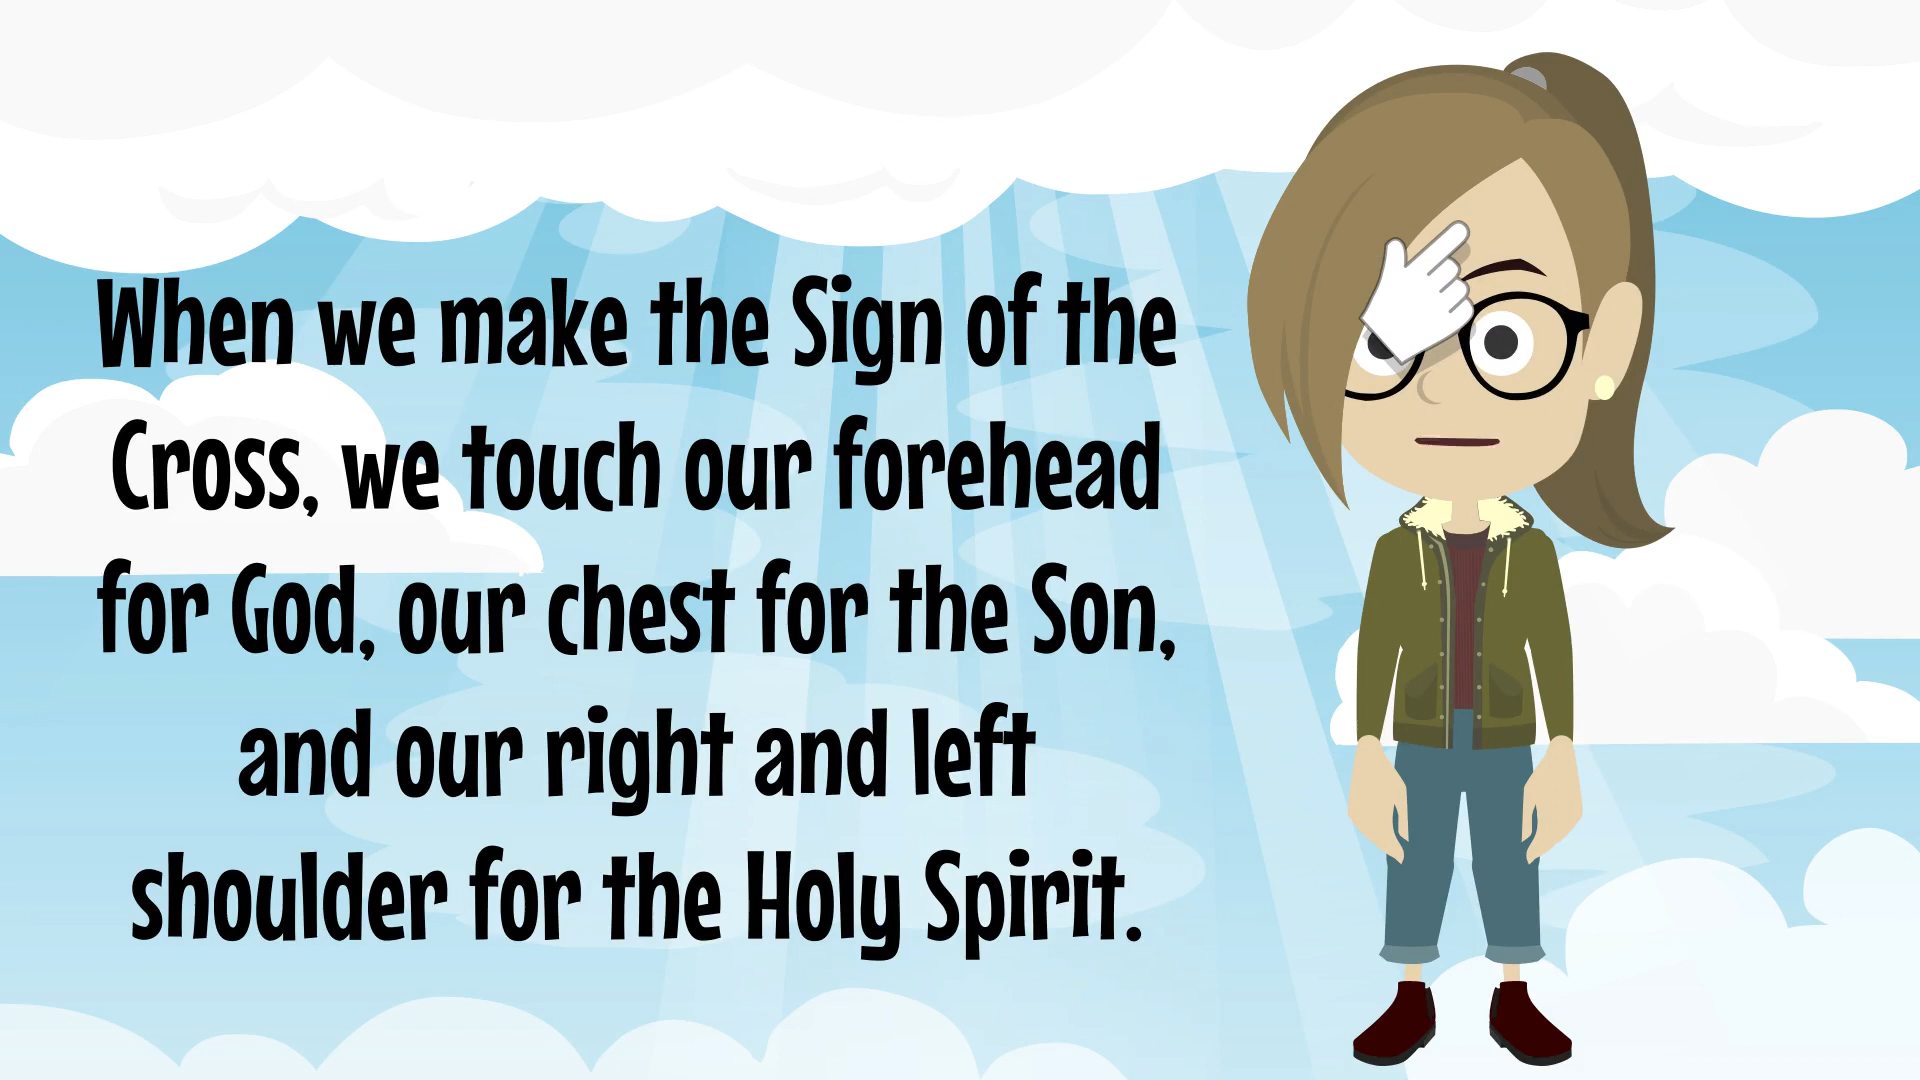 When we make the Sign of the
Cross, we touch our forehead
for God, our chest for the Son,
and our right and left
shoulder for the Holy Spirit.